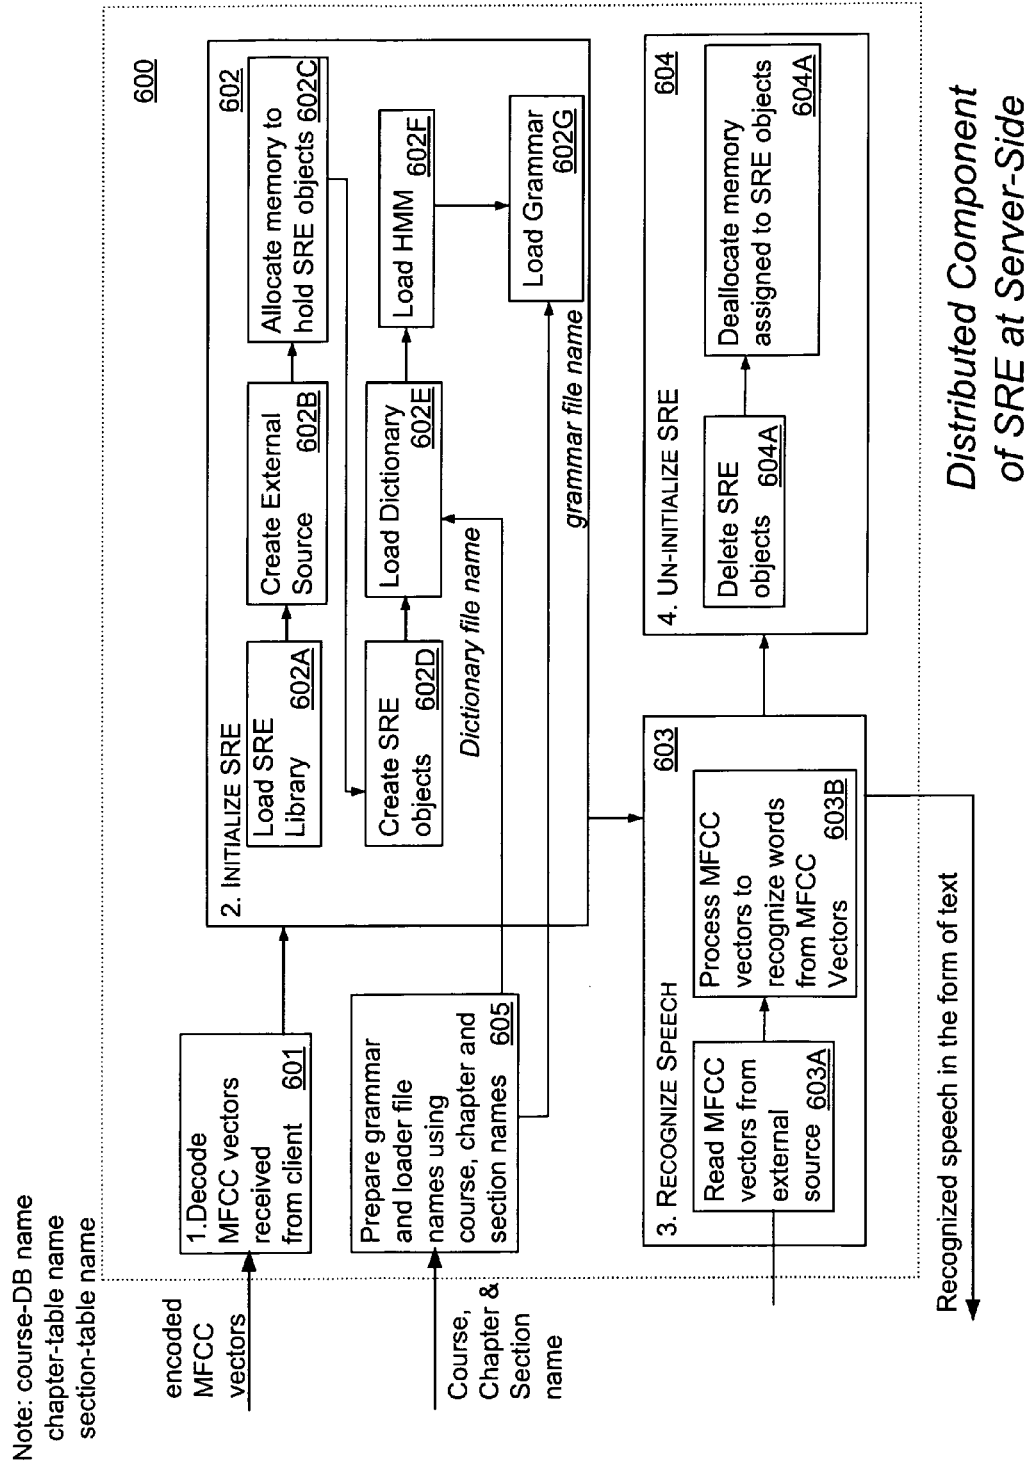 Note: course-DB name
chapter-table name
section-table name
600
encoded
MFCC
vectors
1.Decode
MFCC vectors
received
from client 601
Course,
Chapter &
Section
name
Prepare grammar
and loader file
names using
course, chapter and
section names 605
2. INITIALIZE SRE
602
Load SRE
Library 602A
Create External
Source 602B
Allocate memory to
hold SRE objects 602C
Create SRE
objects 602D
Load Dictionary
602E
Load HMM
602F
Dictionary file name
Load Grammar
602G
grammar file name
3. RECOGNIZE SPEECH
603
Read MFCC
vectors from
external
source 603A
Process MFCC
vectors to
recognize words
from MFCC
Vectors 603B
4. UN-INITIALIZE SRE
604
Delete SRE
objects 604A
Deallocate memory
assigned to SRE objects
604A
Recognized speech in the form of text
Distributed Component
of SRE at Server-Side